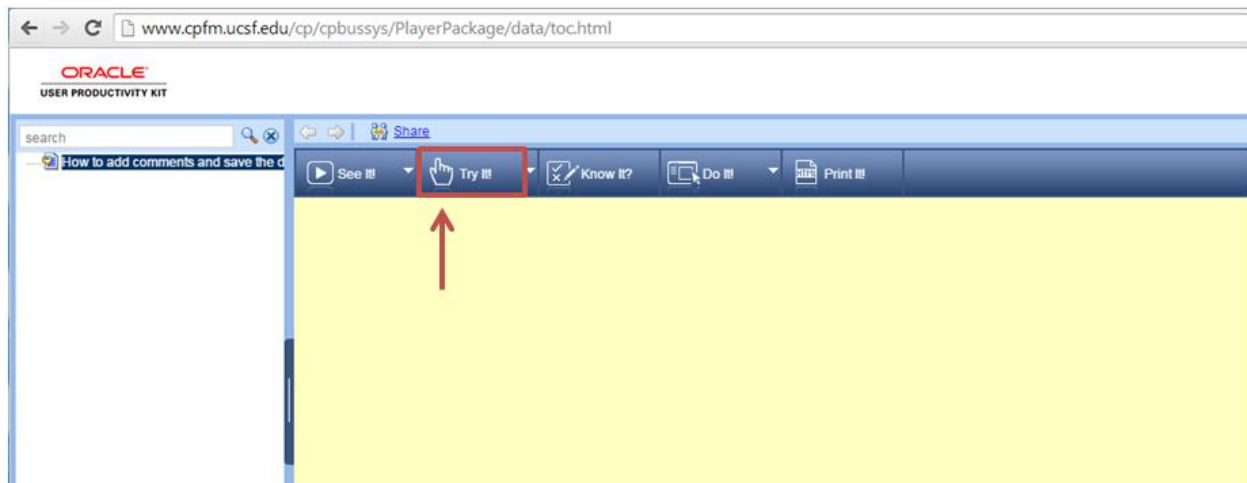 www.cpfm.ucsf.edu/cp/cpbussys/PlayerPackage/data/toc.html
ORACLE
USER PRODUCTIVITY KIT
search
Share
How to add comments and save the d
See It!
Try It!
Know It?
Do It!
Print It!